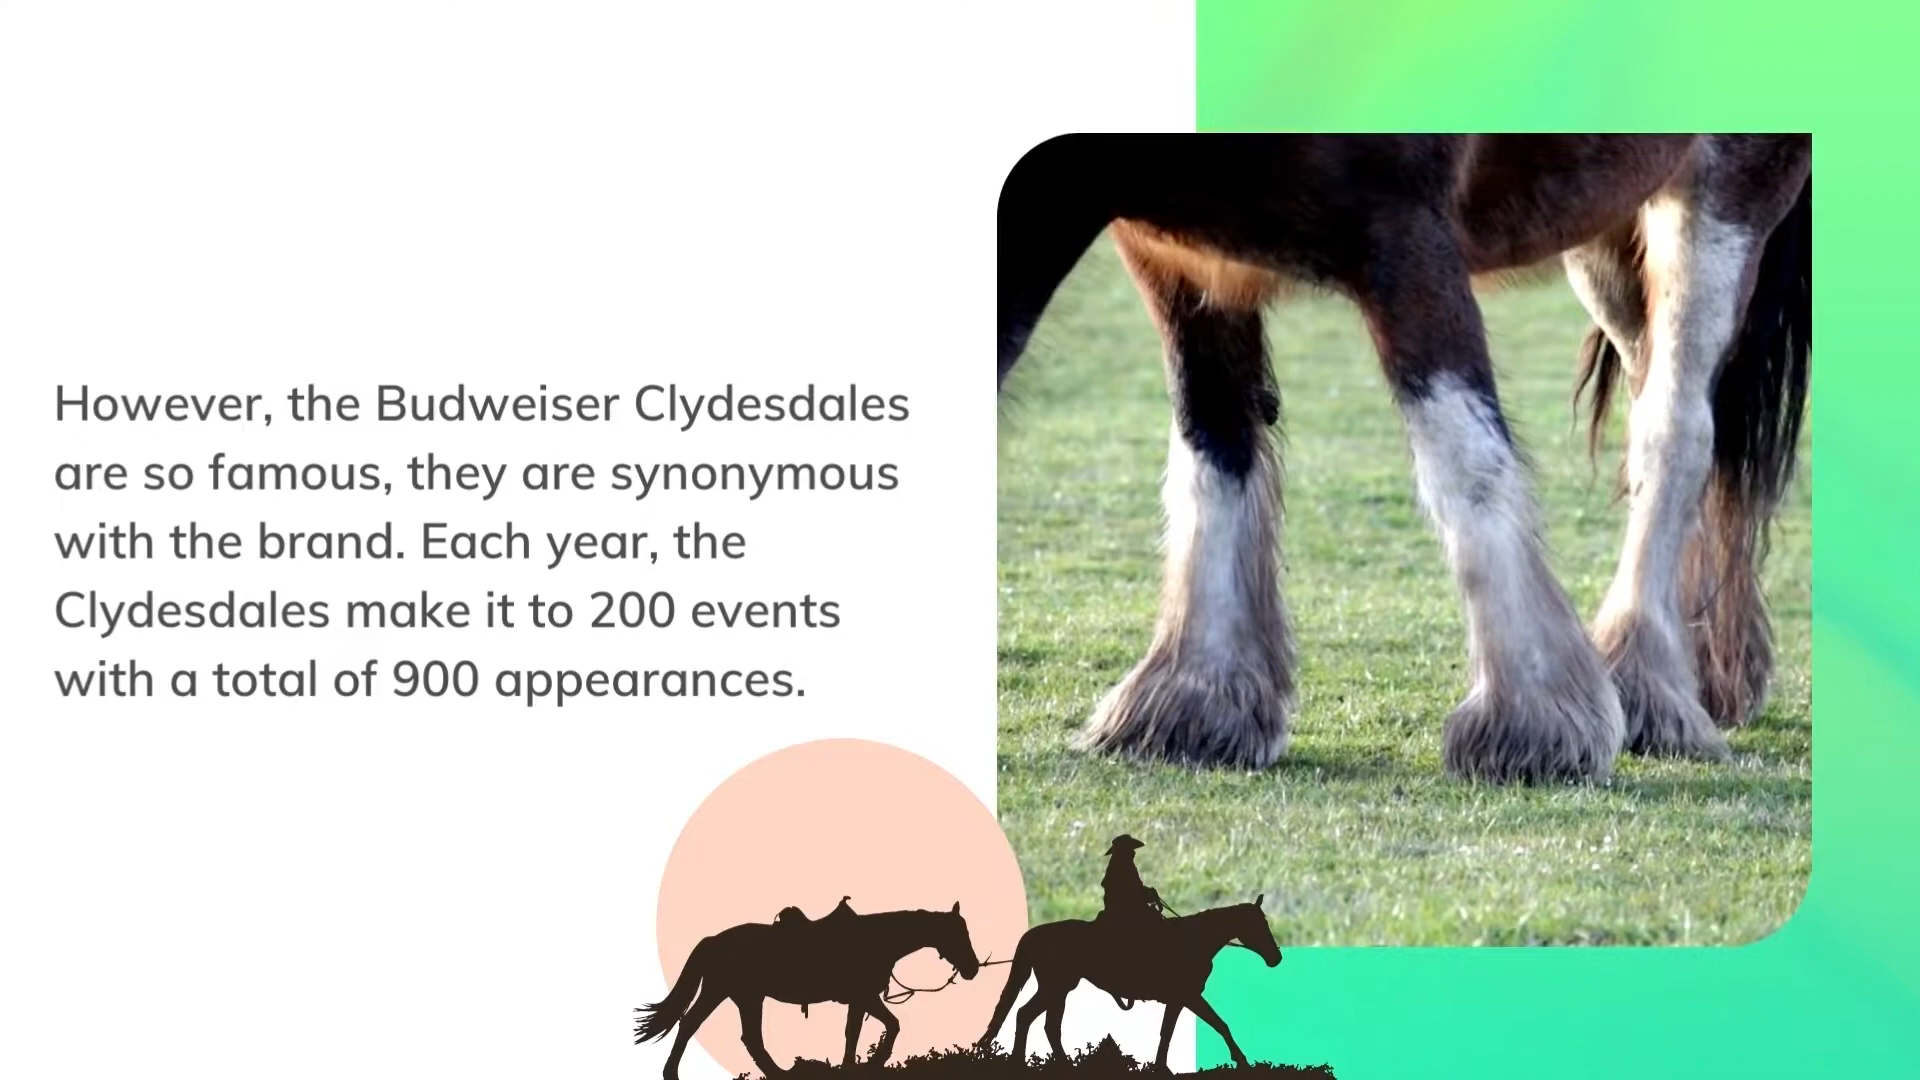 However, the Budweiser Clydesdales
are so famous, they are synonymous
with the brand. Each year, the
Clydesdales make it to 200 events
with a total of 900 appearances.